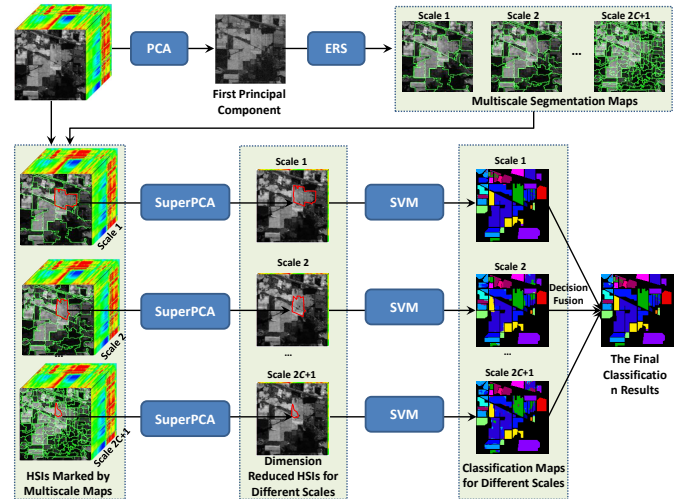 Scale 1
Scale 2
Scale 2C+1
PCA
ERS
...
First Principal
Component
Multiscale Segmentation Maps
Scale 1
Scale 1
SuperPCA
SVM
Scale 1
Scale 2
Scale 2
SuperPCA
SVM
Scale 2
Decision
Fusion
...
...
...
The Final
Classificatio
n Results
Scale 2C+1
Scale 2C+1
SuperPCA
SVM
Scale 2C+1
HSIs Marked by
Multiscale Maps
Dimension
Reduced HSIs for
Different Scales
Classification Maps
for Different Scales